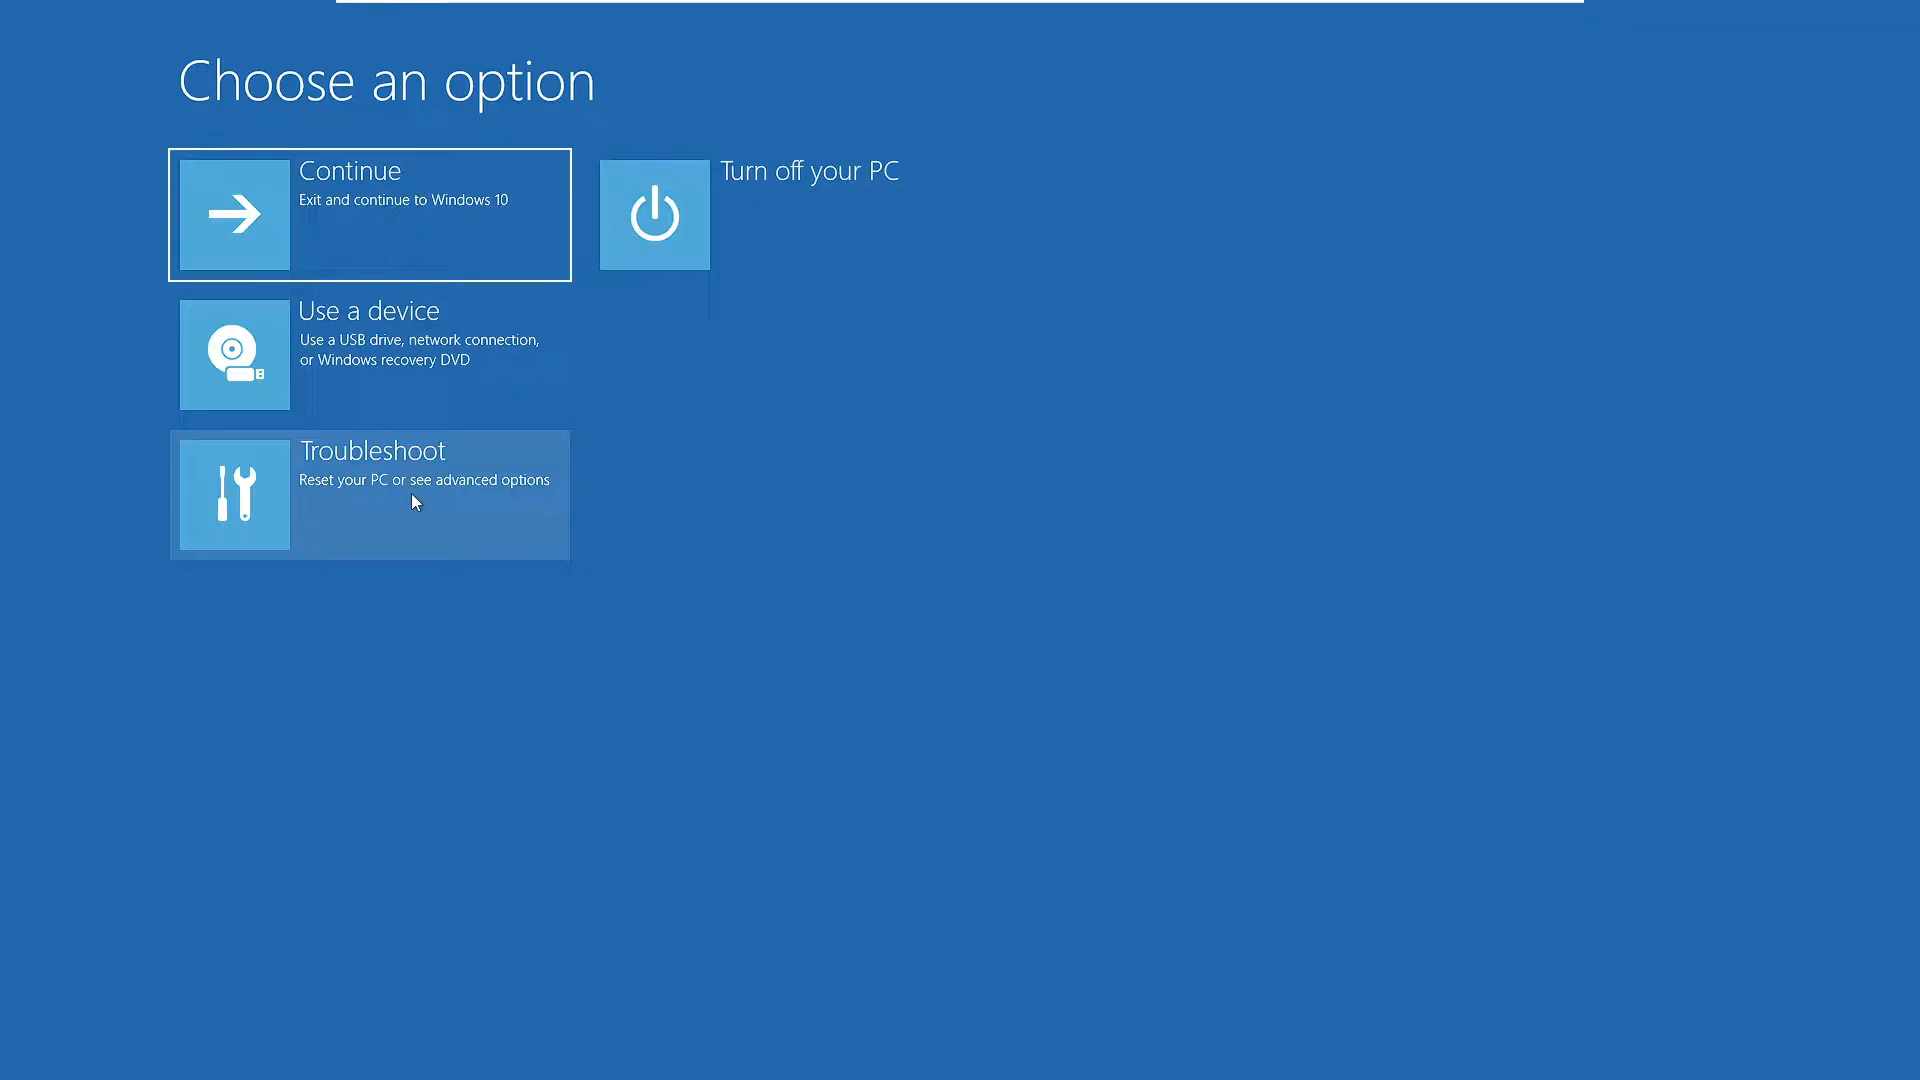 Choose an option
Continue
Exit and continue to Windows 10
Turn off your PC
Use a device
Use a USB drive, network connection,
or Windows recovery DVD
Troubleshoot
Reset your PC or see advanced options